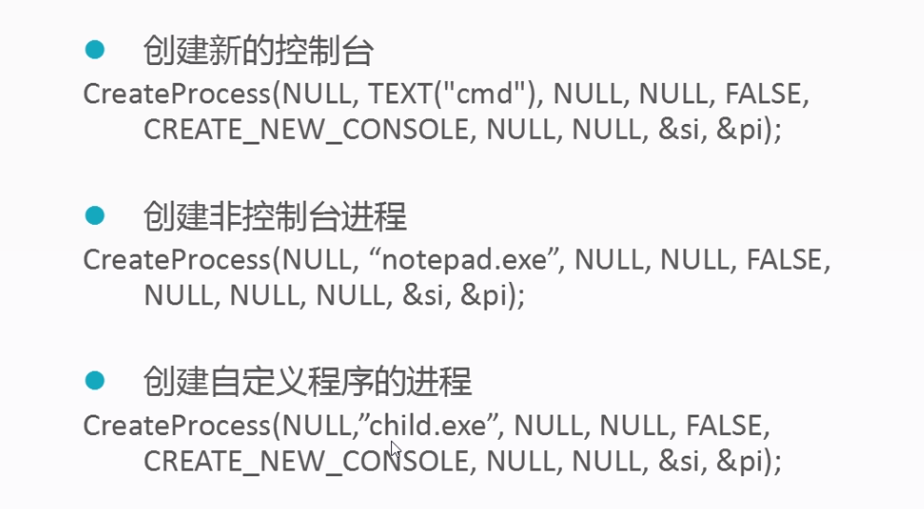 创建新的控制台
CreateProcess(NULL, TEXT("cmd"), NULL, NULL, FALSE,
CREATE_NEW_CONSOLE, NULL, NULL, &si, &pi);
创建非控制台进程
CreateProcess(NULL, “notepad.exe”, NULL, NULL, FALSE,
NULL, NULL, NULL, &si, &pi);
创建自定义程序的进程
CreateProcess(NULL,”child.exe”, NULL, NULL, FALSE,
CREATE_NEW_CONSOLE, NULL, NULL, &si, &pi);